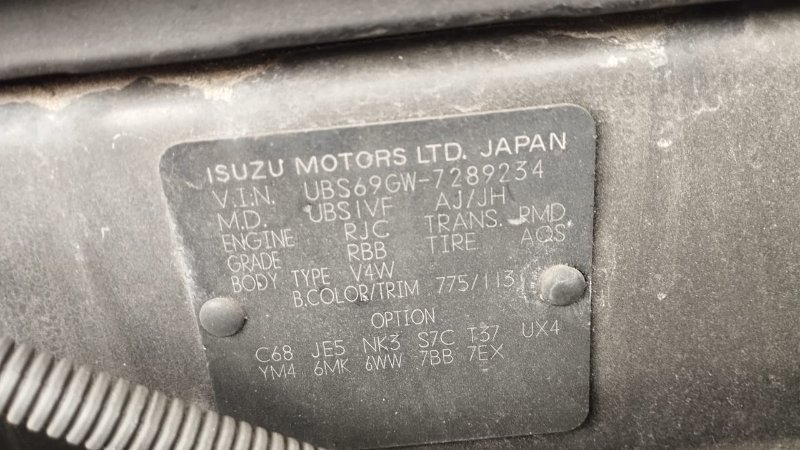 ISUZU MOTORS LTD. JAPAN
V.I.N. UBS69GW-7289234
M.D. UBS1VF AJ/JH
ENGINE RJC TRANS. RMD
GRADE RBB TIRE AQS
BODY TYPE V4W
B.COLOR/TRIM 775/113
OPTION
C68 JE5 NK3 S7C T37 UX4
YM4 6MK 6WW 7BB 7EX